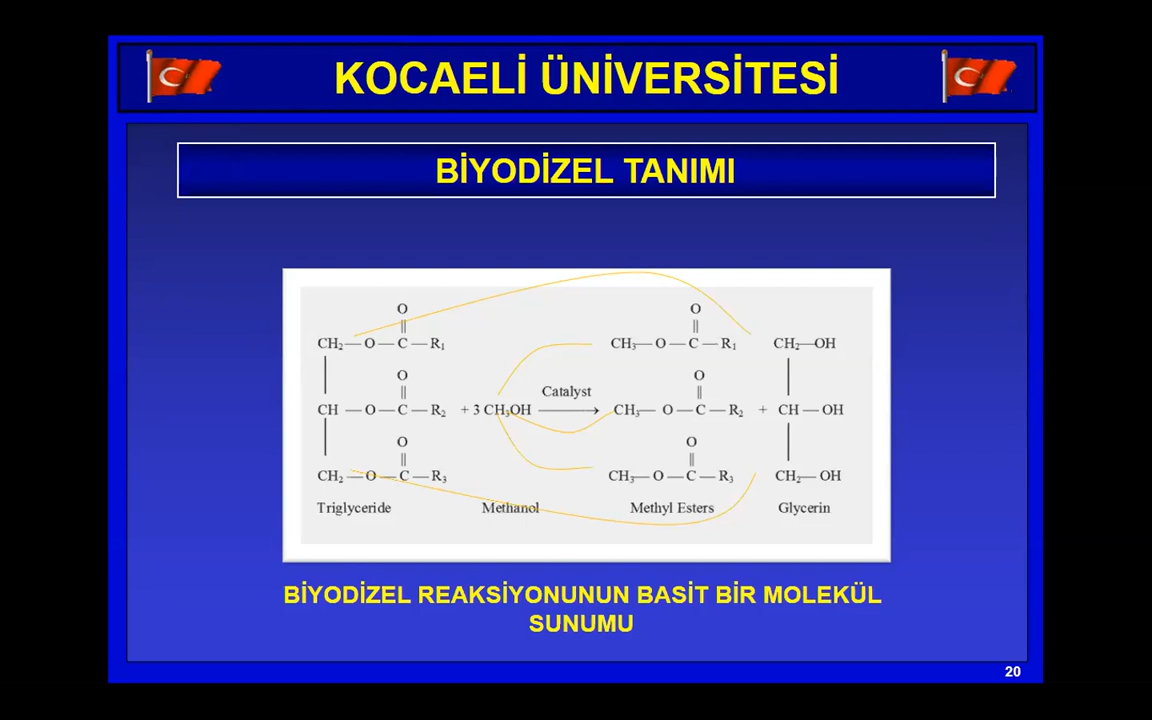 KOCAELİ ÜNİVERSİTESİ
BİYODİZEL TANIMI
O O
CH₂—O—C—R₁ CH₃—O—C—R₁ CH₂—OH
O Catalyst O
CH—O—C—R₂ + 3 CH₃OH CH₃—O—C—R₂ + CH—OH
O O
CH₂—O—C—R₃ CH₃—O—C—R₃ CH₂—OH
Triglyceride Methanol Methyl Esters Glycerin
BİYODİZEL REAKSİYONUNUN BASİT BİR MOLEKÜL
SUNUMU
20